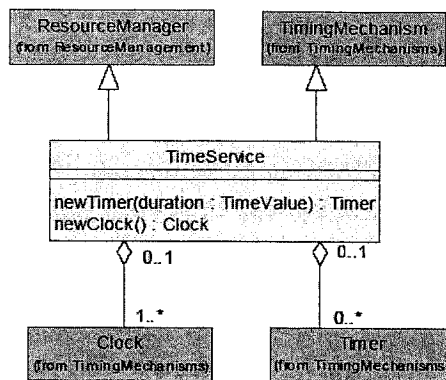 ResourceManager
(from ResourceManagement)
TimingMechanism
(from TimingMechanisms)
TimeService
newTimer(duration : TimeValue) : Timer
newClock() : Clock
0..1
0..1
1..*
0..*
Clock
(from TimingMechanisms)
Timer
(from TimingMechanisms)